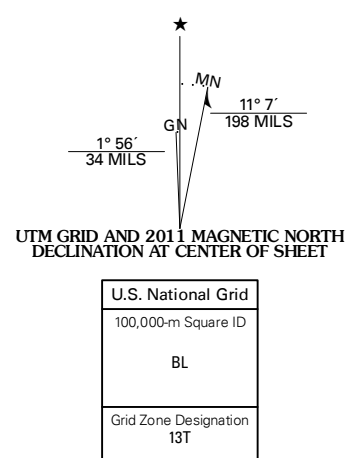 ★
MN
GN
11° 7´
198 MILS
1° 56´
34 MILS
UTM GRID AND 2011 MAGNETIC NORTH
DECLINATION AT CENTER OF SHEET
U.S. National Grid
100,000-m Square ID
BL
Grid Zone Designation
13T